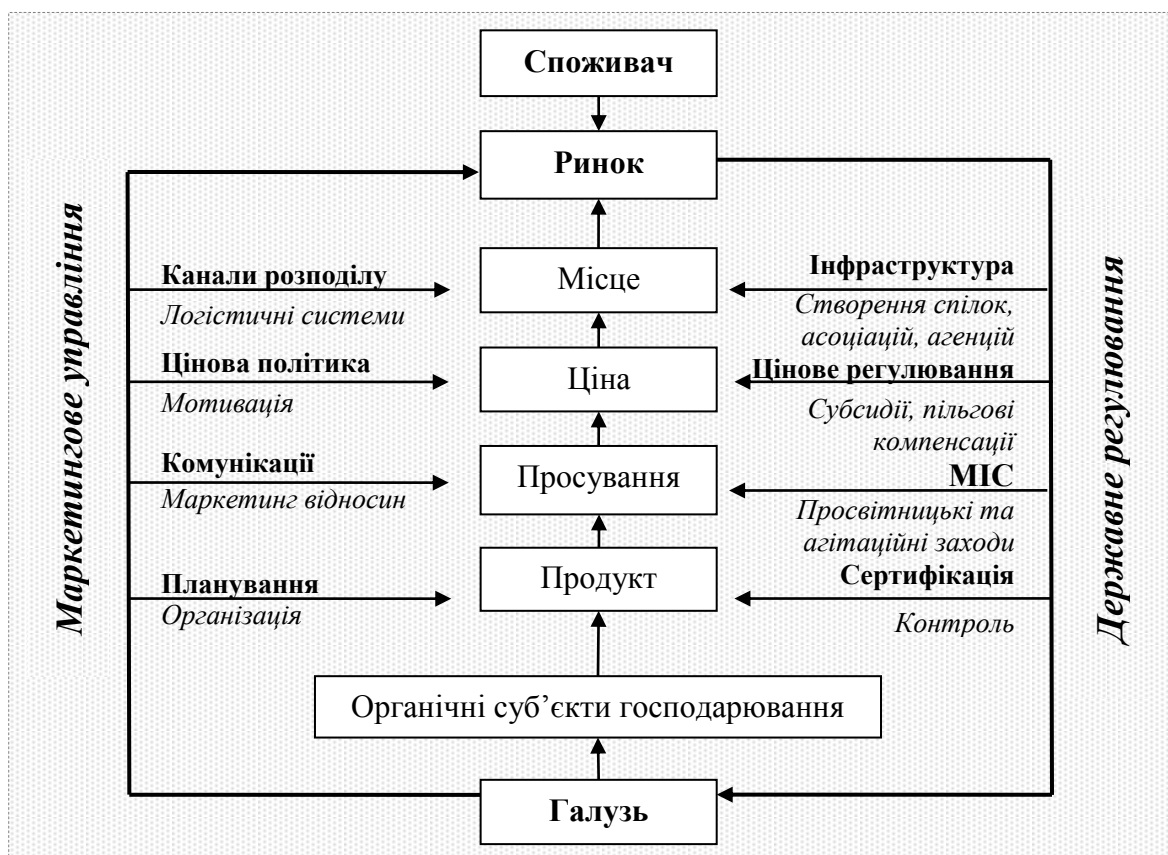 Споживач
Ринок
Маркетингове управління
Державне регулювання
Канали розподілу
Логістичні системи
Місце
Інфраструктура
Створення спілок,
асоціацій, агенцій
Цінова політика
Мотивація
Ціна
Цінове регулювання
Субсидії, пільгові
компенсації
Комунікації
Маркетинг відносин
Просування
МІС
Просвітницькі та
агітаційні заходи
Планування
Організація
Продукт
Сертифікація
Контроль
Органічні суб’єкти господарювання
Галузь